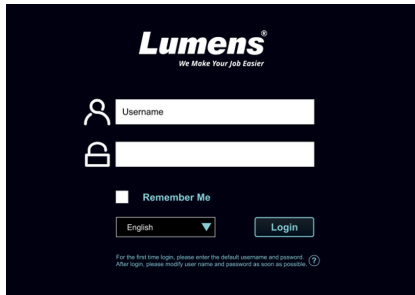 Lumens®
We Make Your Job Easier
Username
Remember Me
English
Login
For the first time login, please enter the default username and pssword.
After login, please modify user name and password as soon as possible. ?